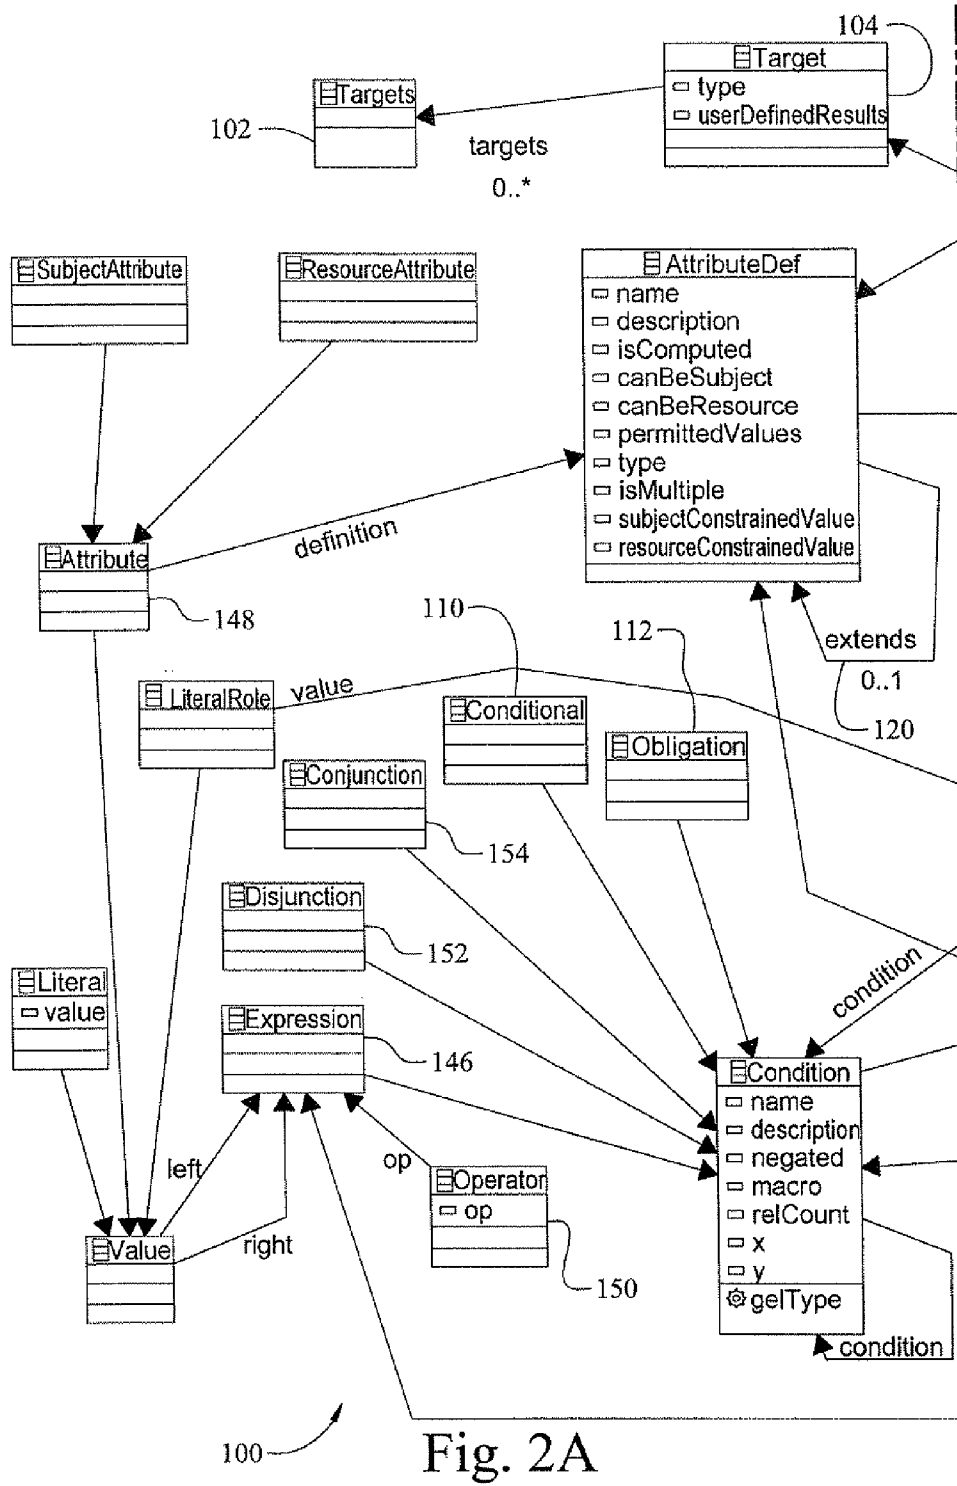 104
Target
type
userDefinedResults
Targets
102
targets
0..*
SubjectAttribute
ResourceAttribute
AttributeDef
name
description
isComputed
canBeSubject
canBeResource
permittedValues
type
isMultiple
subjectConstrainedValue
resourceConstrainedValue
definition
Attribute
148
110
112
extends
0..1
120
LiteralRole
value
Conditional
Obligation
Conjunction
154
Disjunction
152
condition
Literal
value
Expression
146
Condition
name
description
negated
macro
relCount
x
y
gelType
condition
left
op
Operator
op
150
right
Value
100
Fig. 2A